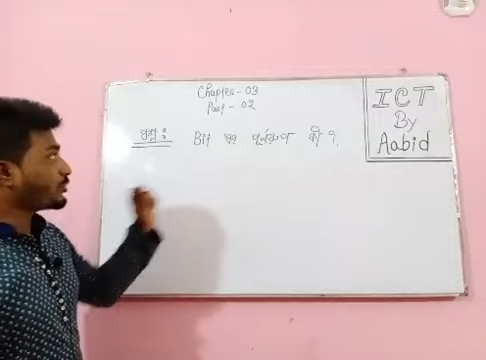 Chapter - 03
Part - 02
ICT
By
Aabid
প্রশ্ন : Bit এর পূর্ণরূপ কী ?